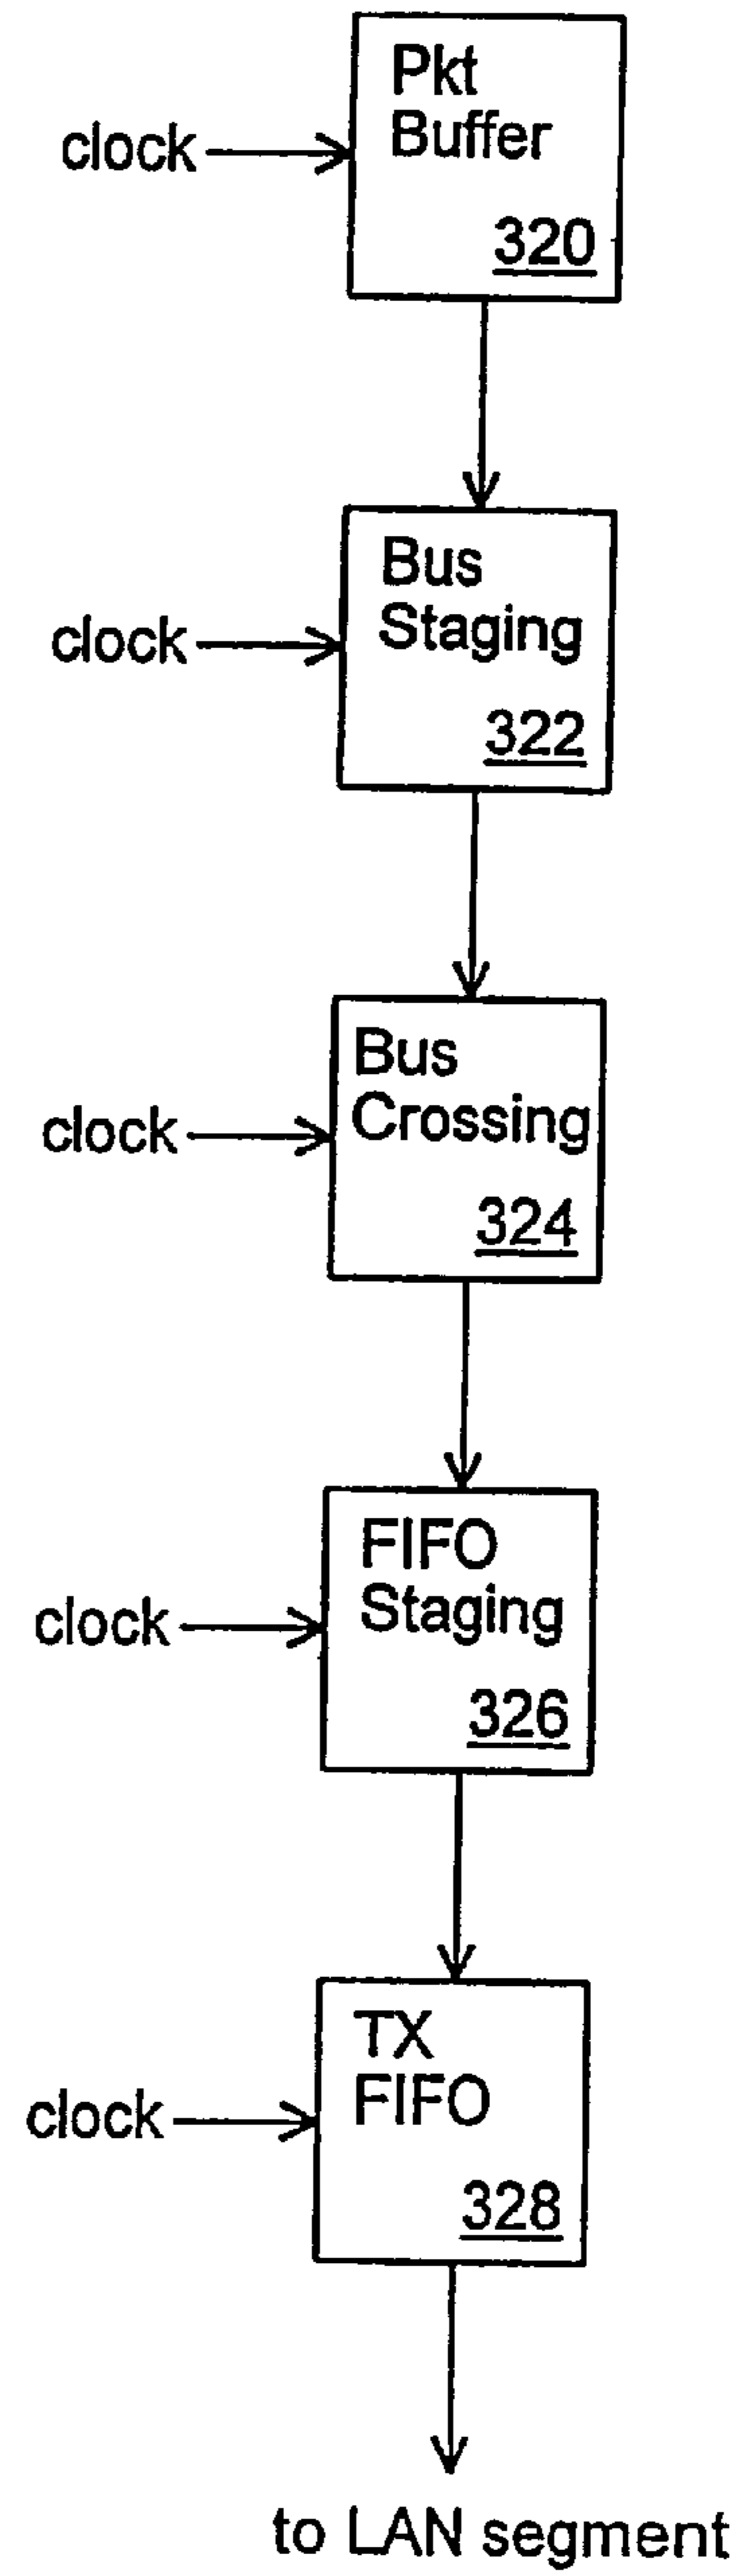 Pkt
Buffer
clock
320
Bus
Staging
clock
322
Bus
Crossing
clock
324
FIFO
Staging
clock
326
TX
FIFO
clock
328
to LAN segment